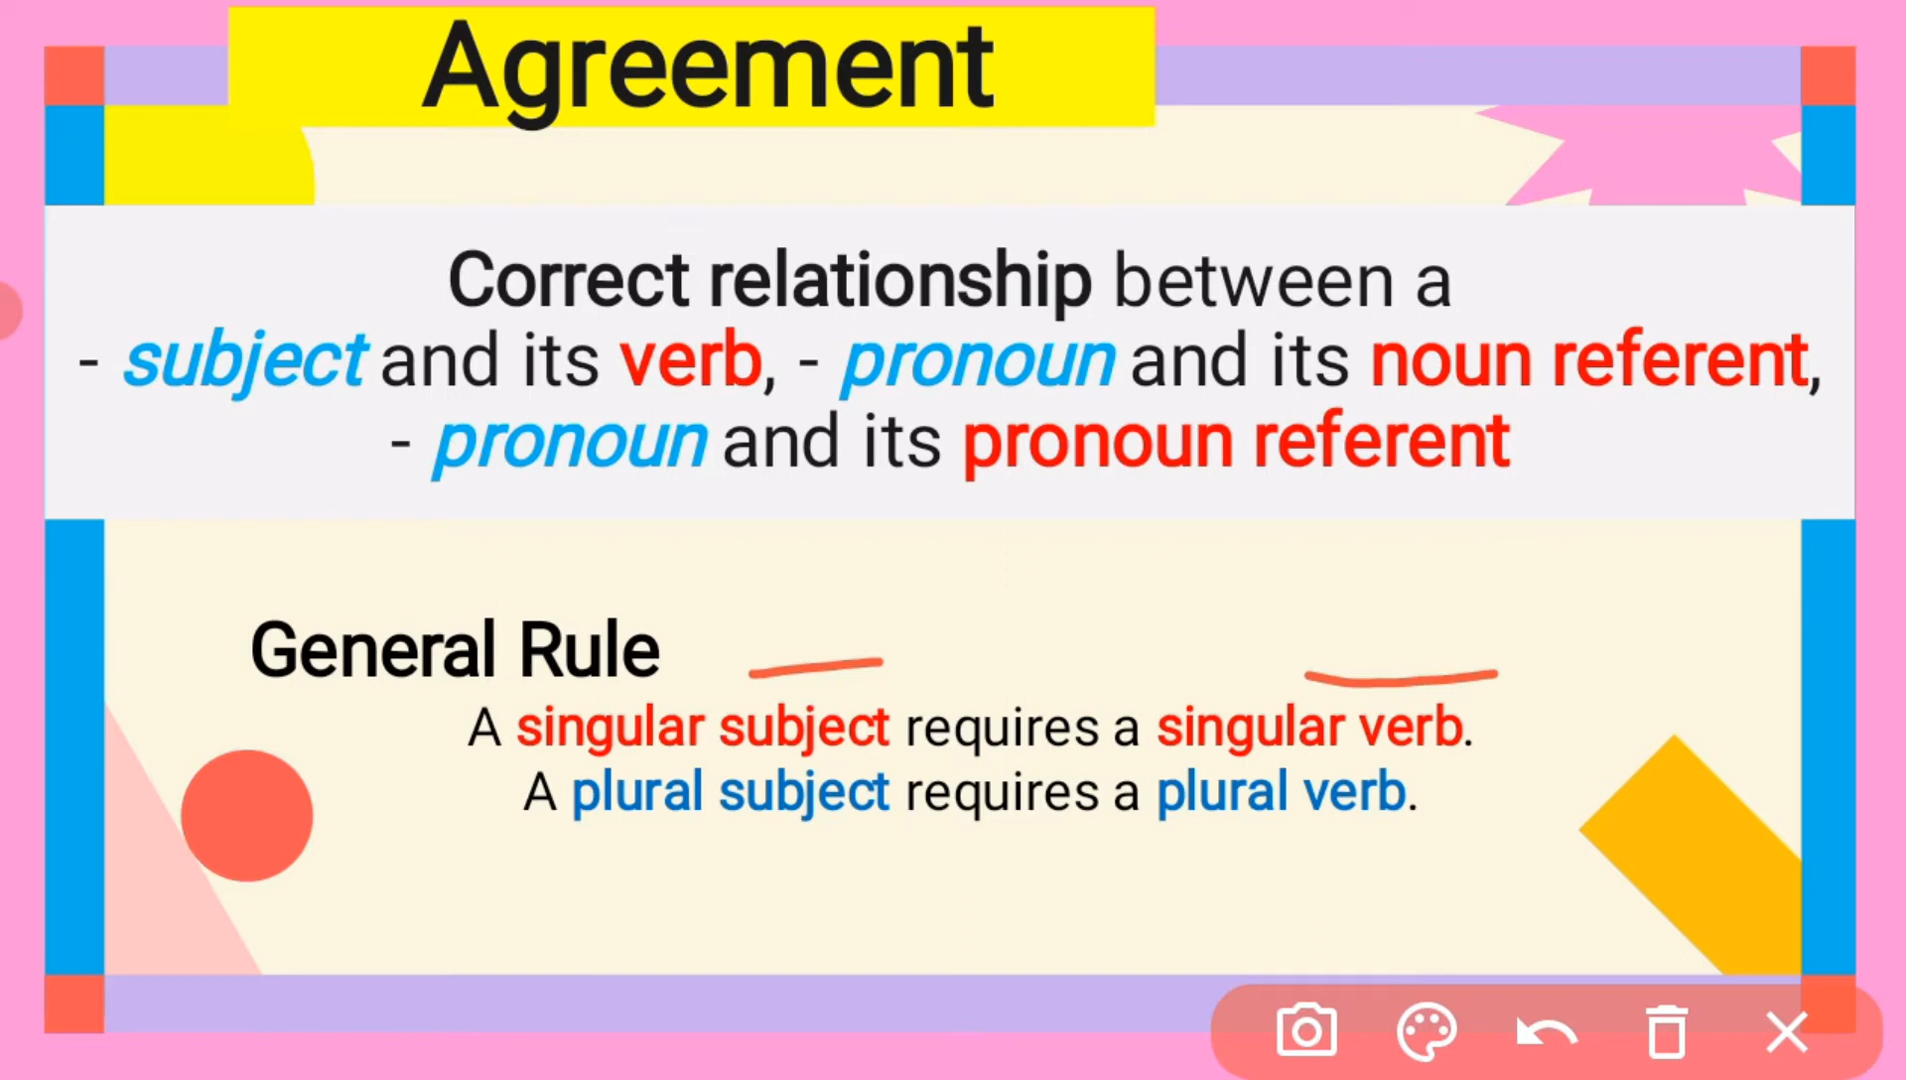 Agreement
Correct relationship between a
- subject and its verb, - pronoun and its noun referent,
- pronoun and its pronoun referent
General Rule
A singular subject requires a singular verb.
A plural subject requires a plural verb.